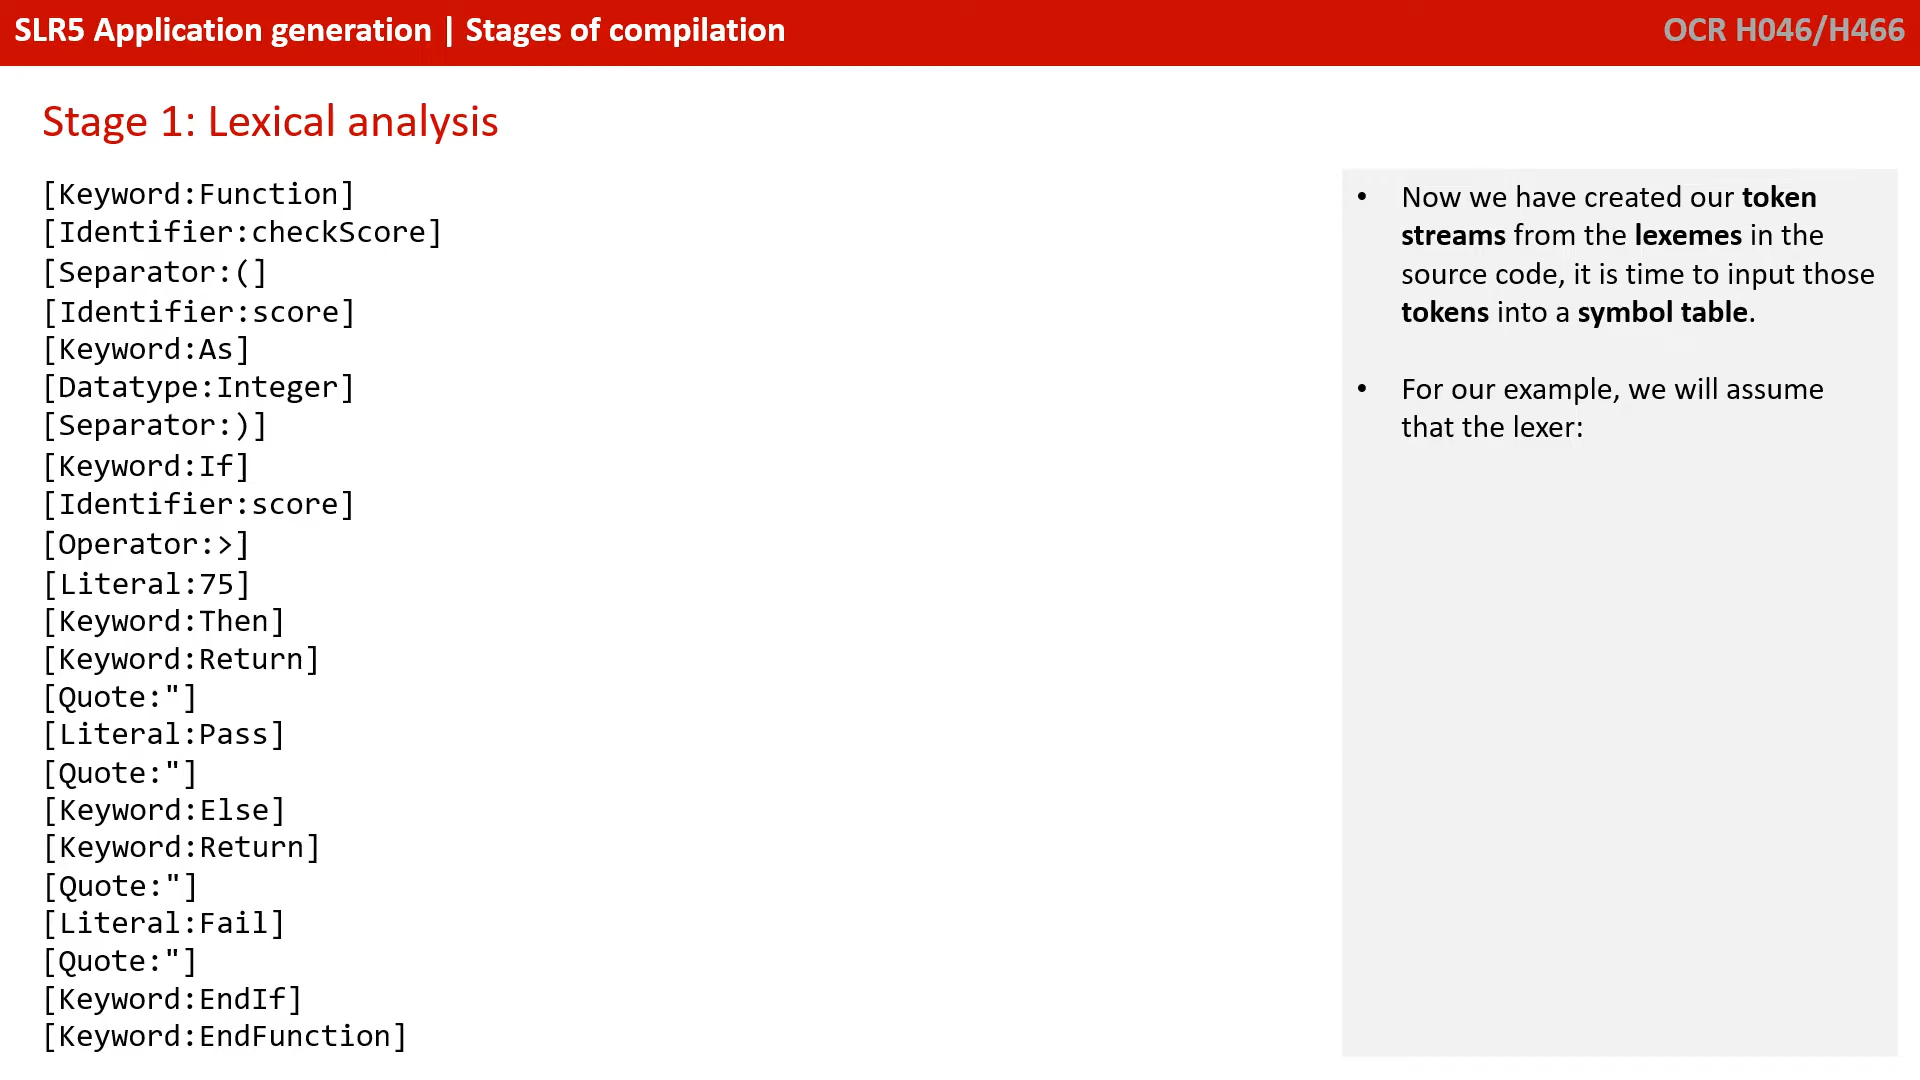 SLR5 Application generation | Stages of compilation
OCR H046/H466
Stage 1: Lexical analysis
[Keyword:Function]
[Identifier:checkScore]
[Separator:(]
[Identifier:score]
[Keyword:As]
[Datatype:Integer]
[Separator:)]
[Keyword:If]
[Identifier:score]
[Operator:>]
[Literal:75]
[Keyword:Then]
[Keyword:Return]
[Quote:"]
[Literal:Pass]
[Quote:"]
[Keyword:Else]
[Keyword:Return]
[Quote:"]
[Literal:Fail]
[Quote:"]
[Keyword:EndIf]
[Keyword:EndFunction]
• Now we have created our token
streams from the lexemes in the
source code, it is time to input those
tokens into a symbol table.
• For our example, we will assume
that the lexer: